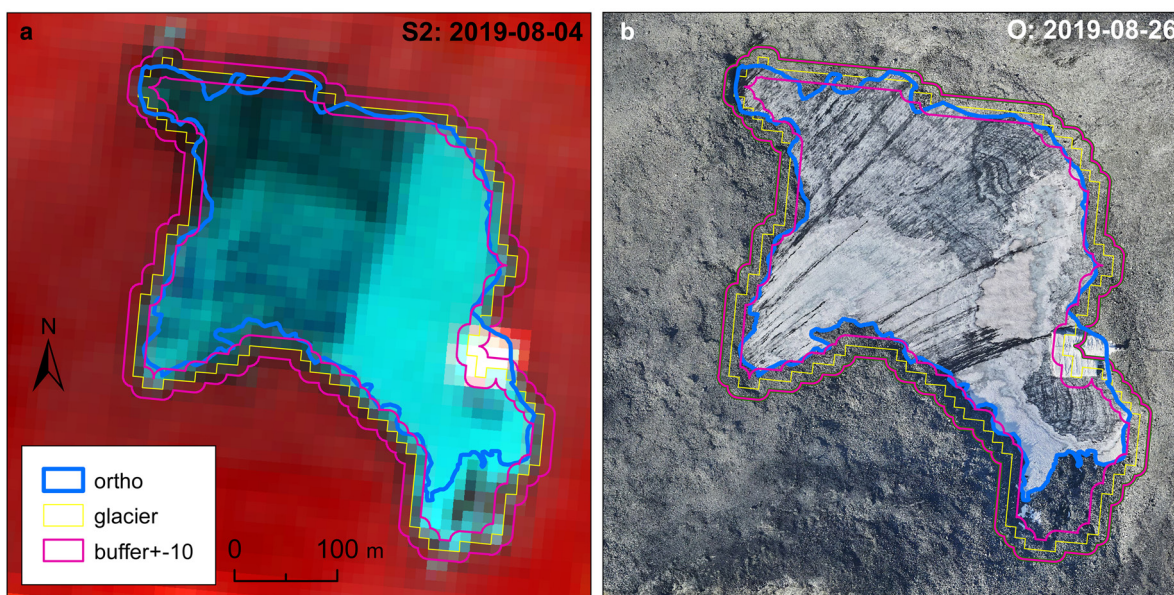 a
S2: 2019-08-04
b
O: 2019-08-26
N
ortho
glacier
buffer+-10
0
100 m